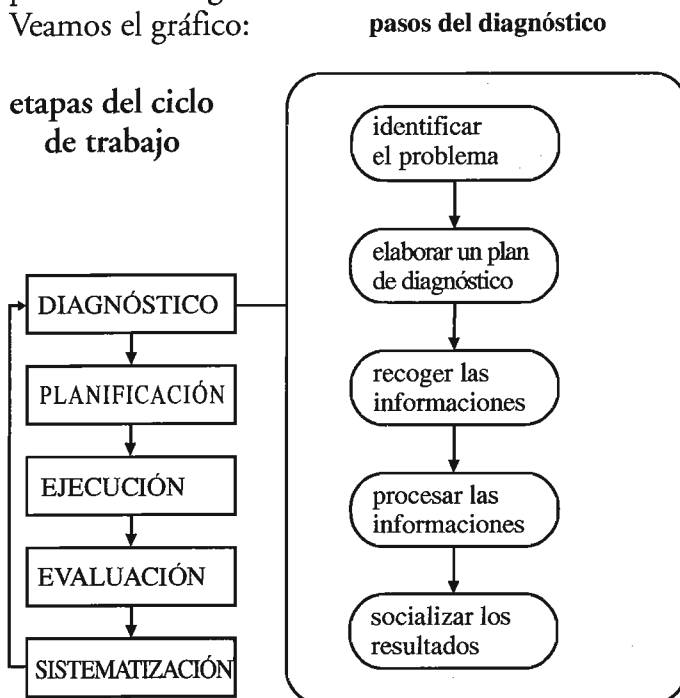 Veamos el gráfico:
pasos del diagnóstico
etapas del ciclo
de trabajo
DIAGNÓSTICO
PLANIFICACIÓN
EJECUCIÓN
EVALUACIÓN
SISTEMATIZACIÓN
identificar
el problema
elaborar un plan
de diagnóstico
recoger las
informaciones
procesar las
informaciones
socializar los
resultados